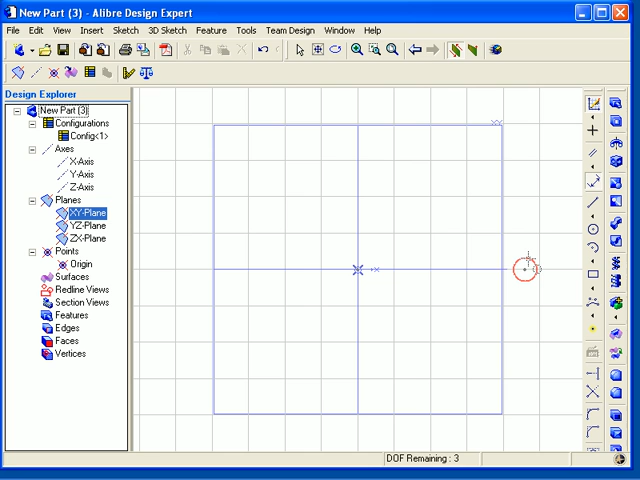 New Part (3) - Alibre Design Expert
File Edit View Insert Sketch 3D Sketch Feature Tools Team Design Window Help
Design Explorer
New Part (3)
Configurations
Config<1>
Axes
X-Axis
Y-Axis
Z-Axis
Planes
XY-Plane
YZ-Plane
ZX-Plane
Points
Origin
Surfaces
Redline Views
Section Views
Features
Edges
Faces
Vertices
XY
X
DOF Remaining : 3